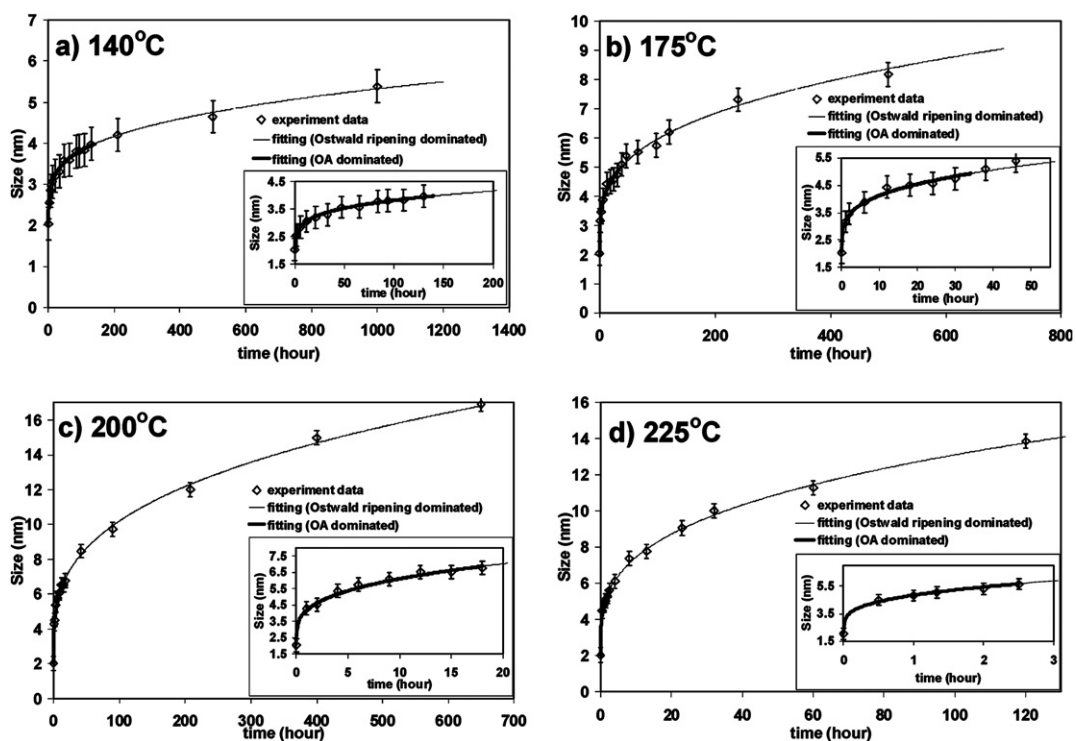 a) 140°C
Size (nm)
7
6
5
4
3
2
1
0
experiment data
fitting (Ostwald ripening dominated)
fitting (OA dominated)
Size (nm)
4.5
3.5
2.5
1.5
0 50 100 150 200
time (hour)
0 200 400 600 800 1000 1200 1400
time (hour)
b) 175°C
Size (nm)
10
9
8
7
6
5
4
3
2
1
0
experiment data
fitting (Ostwald ripening dominated)
fitting (OA dominated)
Size (nm)
5.5
4.5
3.5
2.5
1.5
0 10 20 30 40 50
time (hour)
0 200 400 600 800
time (hour)
c) 200°C
Size (nm)
16
14
12
10
8
6
4
2
0
experiment data
fitting (Ostwald ripening dominated)
fitting (OA dominated)
Size (nm)
7.5
6.5
5.5
4.5
3.5
2.5
1.5
0 5 10 15 20
time (hour)
0 100 200 300 400 500 600 700
time (hour)
d) 225°C
Size (nm)
16
14
12
10
8
6
4
2
0
experiment data
fitting (Ostwald ripening dominated)
fitting (OA dominated)
Size (nm)
5.5
3.5
1.5
0 1 2 3
time (hour)
0 20 40 60 80 100 120
time (hour)